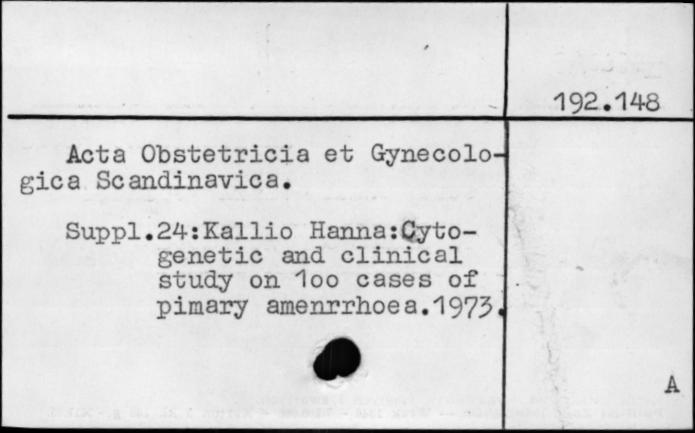 192.148
Acta Obstetricia et Gynecolo-
gica Scandinavica.
Suppl.24:Kallio Hanna:Cyto-
genetic and clinical
study on 1oo cases of
pimary amenrrhoea.1973.
A